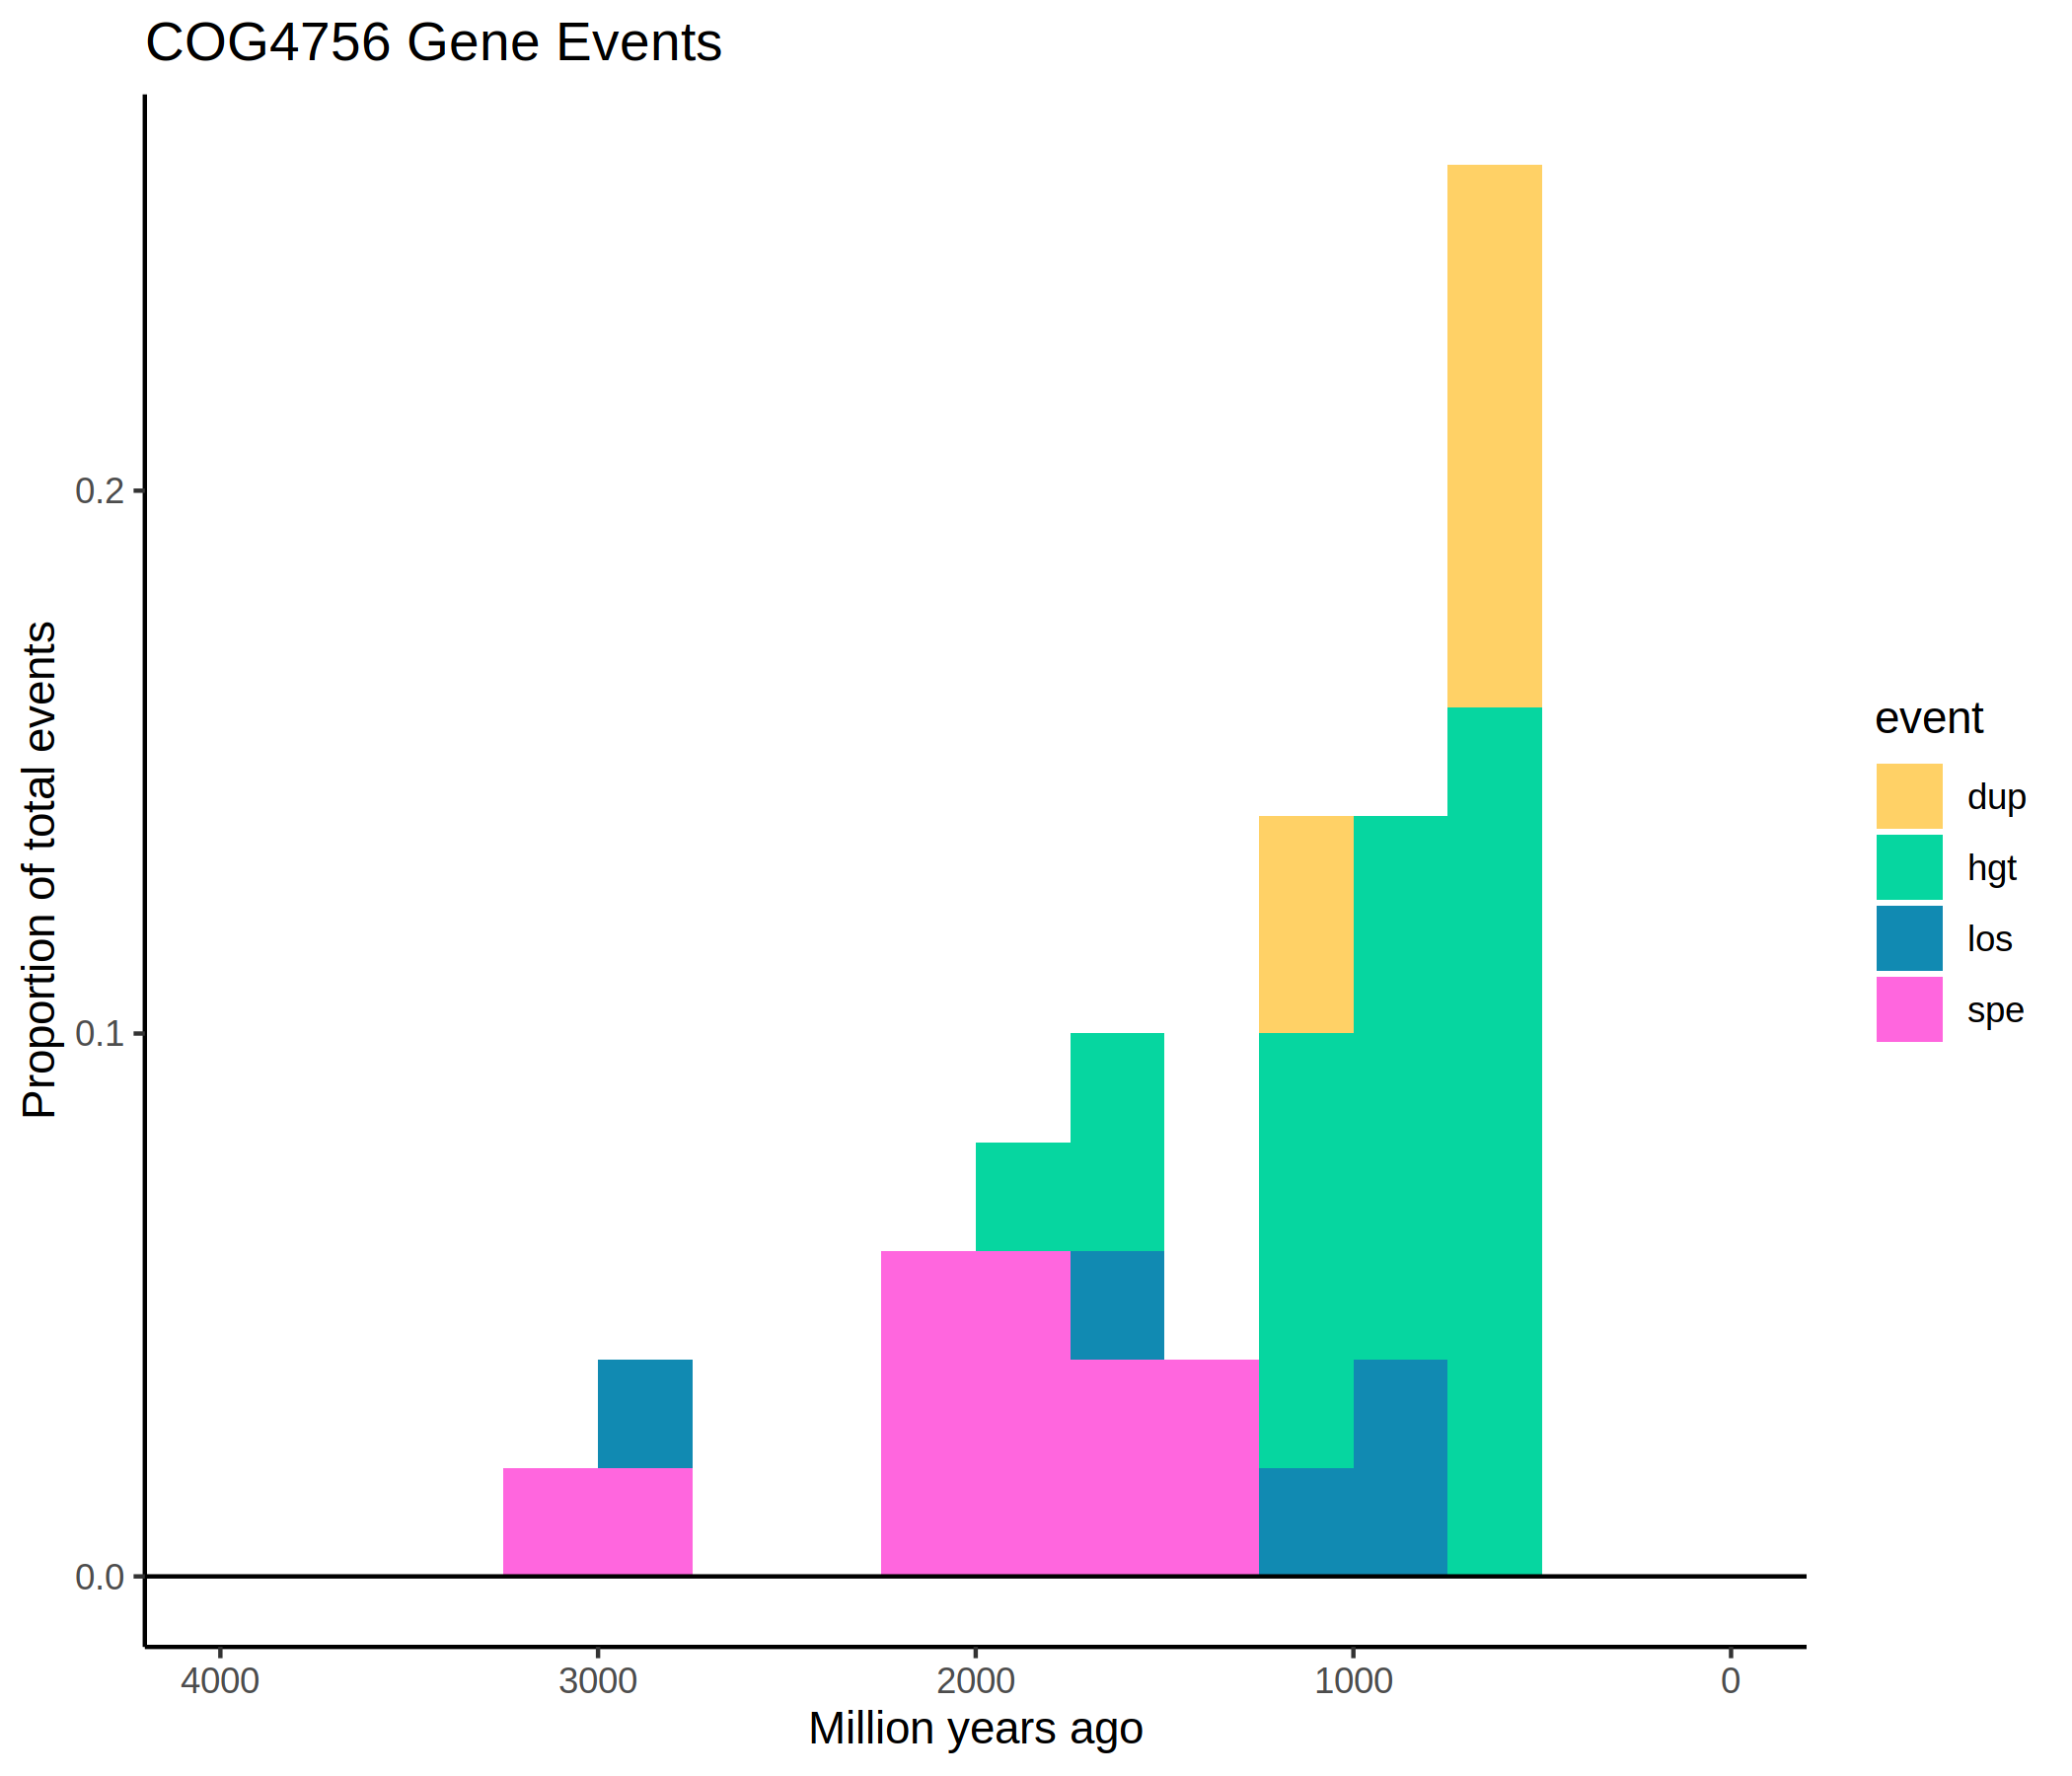 COG4756 Gene Events
Proportion of total events
0.2
0.1
0.0
4000 3000 2000 1000 0
Million years ago
event
dup
hgt
los
spe